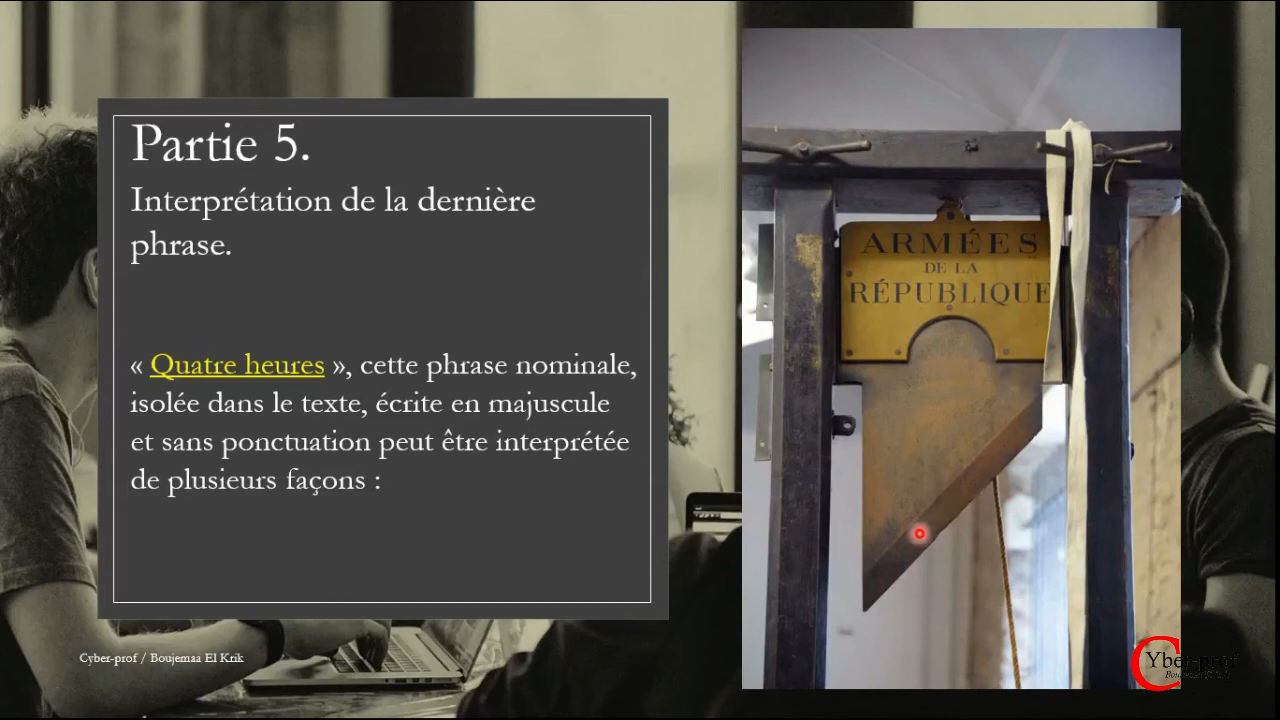 Partie 5.
Interprétation de la dernière
phrase.
« Quatre heures », cette phrase nominale,
isolée dans le texte, écrite en majuscule
et sans ponctuation peut être interprétée
de plusieurs façons :
ARMÉES
DE LA
RÉPUBLIQUE
Cyber-prof / Boujemaa El Krik
Cyber-prof